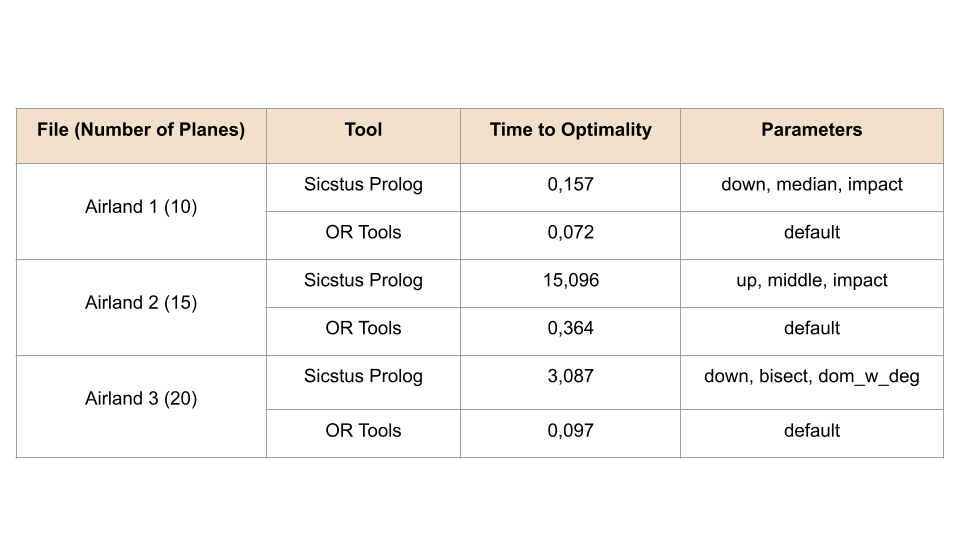 File (Number of Planes) Tool Time to Optimality Parameters
Airland 1 (10) Sicstus Prolog 0,157 down, median, impact
OR Tools 0,072 default
Airland 2 (15) Sicstus Prolog 15,096 up, middle, impact
OR Tools 0,364 default
Airland 3 (20) Sicstus Prolog 3,087 down, bisect, dom_w_deg
OR Tools 0,097 default